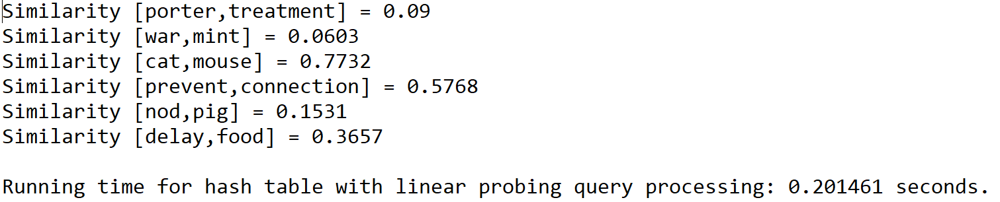 Similarity [porter,treatment] = 0.09
Similarity [war,mint] = 0.0603
Similarity [cat,mouse] = 0.7732
Similarity [prevent,connection] = 0.5768
Similarity [nod,pig] = 0.1531
Similarity [delay,food] = 0.3657
Running time for hash table with linear probing query processing: 0.201461 seconds.